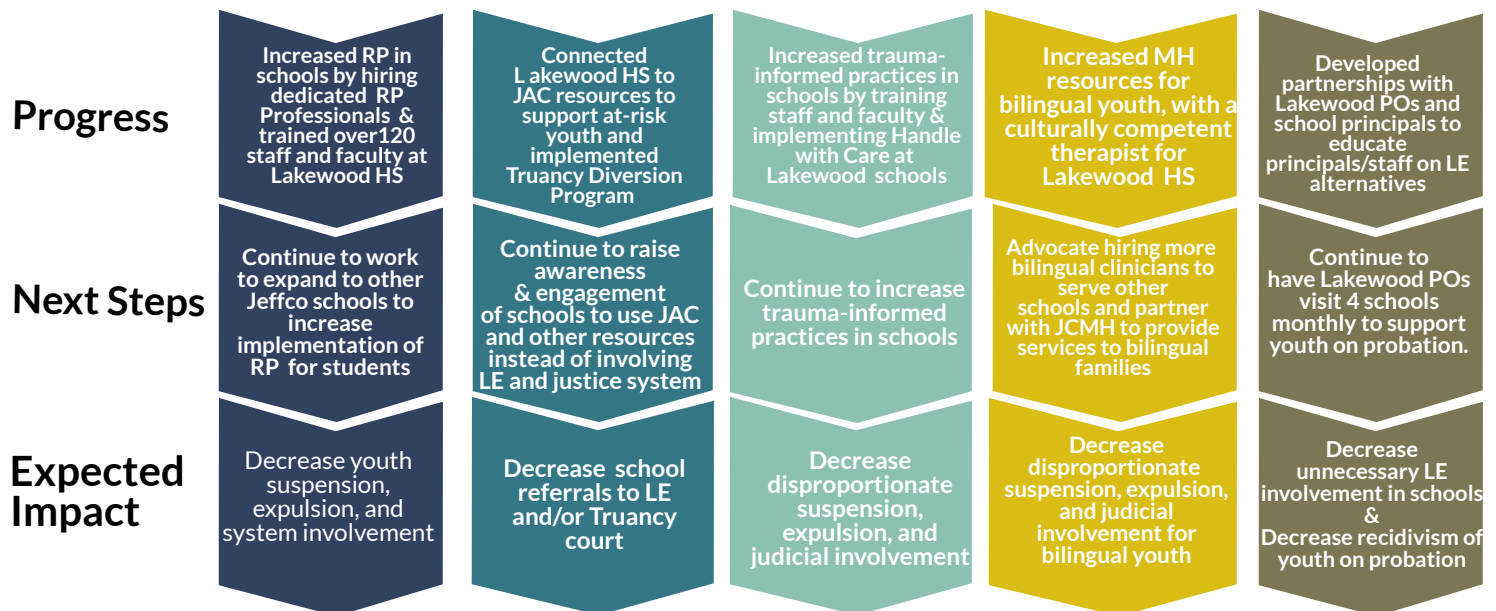 Progress
Increased RP in
schools by hiring
dedicated RP
Professionals &
trained over120
staff and faculty at
Lakewood HS
Connected
L akewood HS to
JAC resources to
support at-risk
youth and
implemented
Truancy Diversion
Program
Increased trauma-
informed practices in
schools by training
staff and faculty &
implementing Handle
with Care at
Lakewood schools
Increased MH
resources for
bilingual youth, with a
culturally competent
therapist for
Lakewood HS
Developed
partnerships with
Lakewood POs and
school principals to
educate
principals/staff on LE
alternatives
Next Steps
Continue to work
to expand to other
Jeffco schools to
increase
implementation of
RP for students
Continue to raise
awareness
& engagement
of schools to use JAC
and other resources
instead of involving
LE and justice system
Continue to increase
trauma-informed
practices in schools
Advocate hiring more
bilingual clinicians to
serve other
schools and partner
with JCMH to provide
services to bilingual
families
Continue to
have Lakewood POs
visit 4 schools
monthly to support
youth on probation.
Expected
Impact
Decrease youth
suspension,
expulsion, and
system involvement
Decrease school
referrals to LE
and/or Truancy
court
Decrease
disproportionate
suspension,
expulsion, and
judicial involvement
Decrease
disproportionate
suspension, expulsion,
and judicial
involvement for
bilingual youth
Decrease
unnecessary LE
involvement in schools
&
Decrease recidivism of
youth on probation